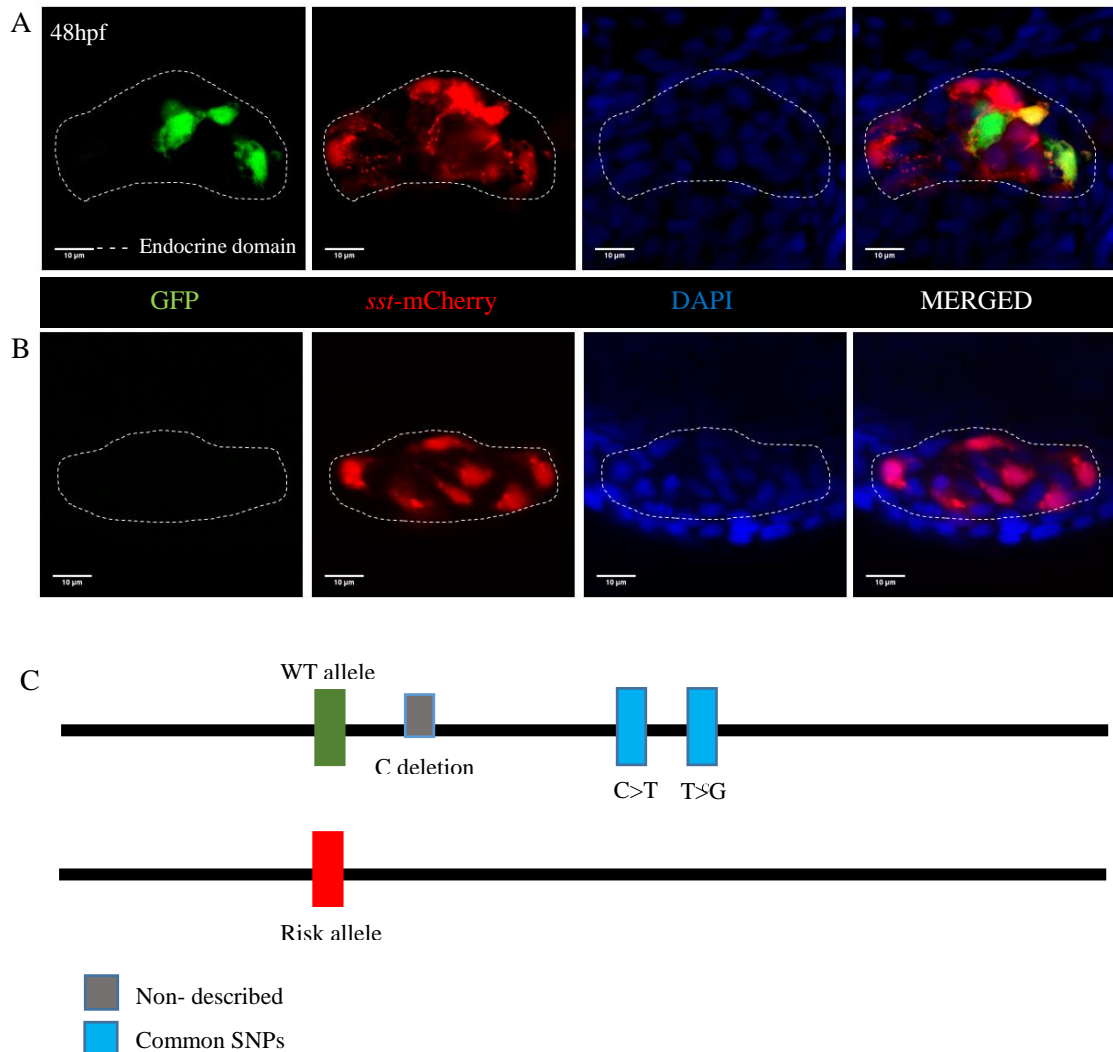 A
48hpf
- - - Endocrine domain
10 µm
10 µm
10 µm
10 µm
GFP
sst-mCherry
DAPI
MERGED
B
10 µm
10 µm
10 µm
10 µm
C
WT allele
C deletion
C>T
T>G
Risk allele
Non- described
Common SNPs